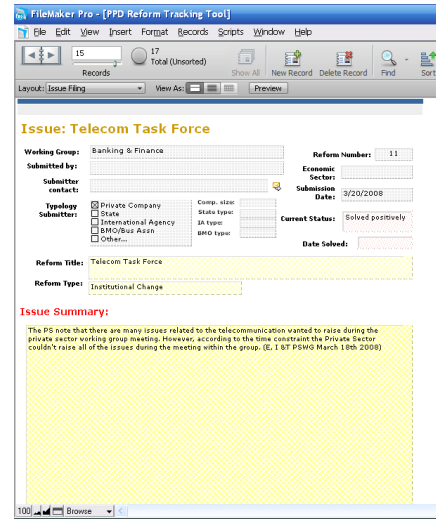 FileMaker Pro - [PPD Reform Tracking Tool]
File Edit View Insert Format Records Scripts Window Help
15
17
Total (Unsorted)
Records
Show All New Record Delete Record Find Sort
Layout: Issue Filing View As: Preview
Issue: Telecom Task Force
Working Group: Banking & Finance
Reform Number: 11
Submitted by:
Economic Sector:
Submitter contact:
Submission Date: 3/20/2008
Typology Submitter:
Private Company
State
International Agency
BMO/Bus Assn
Other...
Comp. size:
State type:
IA type:
BMO type:
Current Status: Solved positively
Date Solved:
Reform Title: Telecom Task Force
Reform Type: Institutional Change
Issue Summary:
The PS note that there are many issues related to the telecommunication wanted to raise during the
private sector working group meeting. However, according to the time constraint the Private Sector
couldn't raise all of the issues during the meeting within the group. (E, I &T PSWG March 18th 2008)
100 Browse